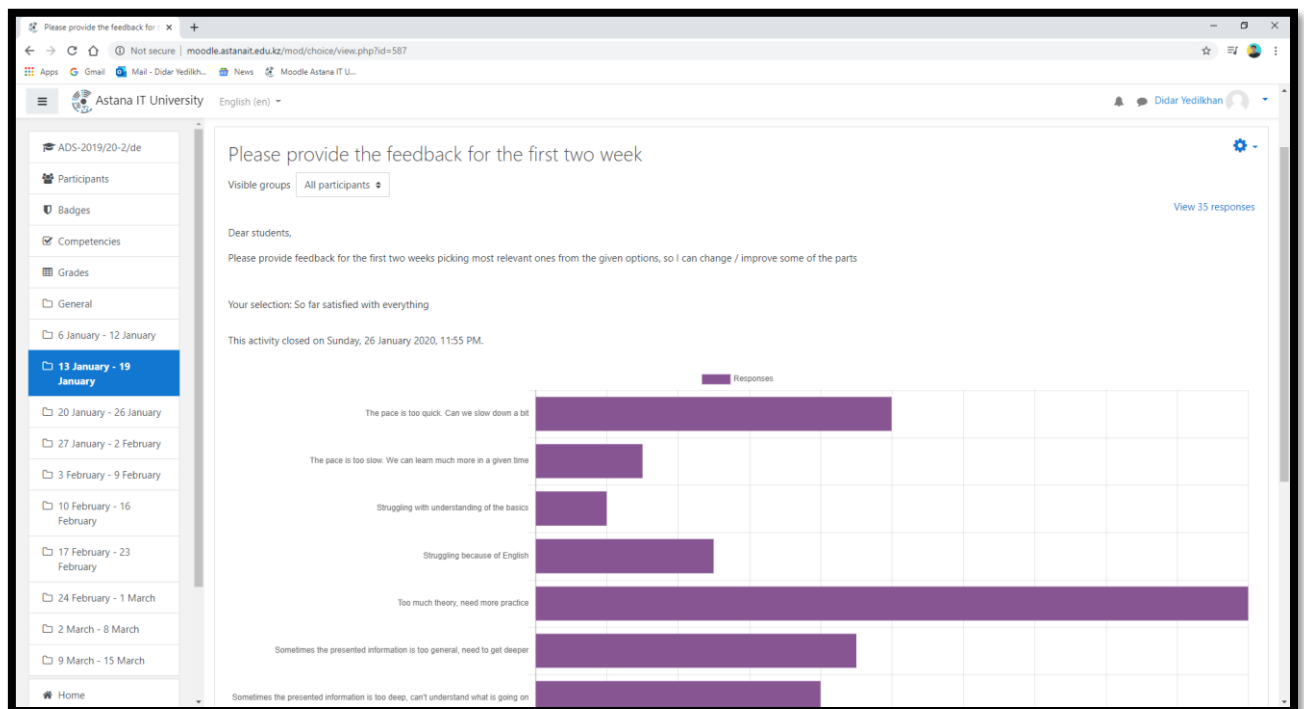 Please provide the feedback for
Not secure | moodle.astanait.edu.kz/mod/choice/view.php?id=587
Apps Gmail Mail - Didar Yedilkh... News Moodle Astana IT U...
Astana IT University English (en)
Didar Yedilkhan
ADS-2019/20-2/de
Participants
Badges
Competencies
Grades
General
6 January - 12 January
13 January - 19
January
20 January - 26 January
27 January - 2 February
3 February - 9 February
10 February - 16
February
17 February - 23
February
24 February - 1 March
2 March - 8 March
9 March - 15 March
Home
Please provide the feedback for the first two week
Visible groups All participants
View 35 responses
Dear students,
Please provide feedback for the first two weeks picking most relevant ones from the given options, so I can change / improve some of the parts
Your selection: So far satisfied with everything
This activity closed on Sunday, 26 January 2020, 11:55 PM.
Responses
The pace is too quick. Can we slow down a bit
The pace is too slow. We can learn much more in a given time
Struggling with understanding of the basics
Struggling because of English
Too much theory, need more practice
Sometimes the presented information is too general, need to get deeper
Sometimes the presented information is too deep, can't understand what is going on